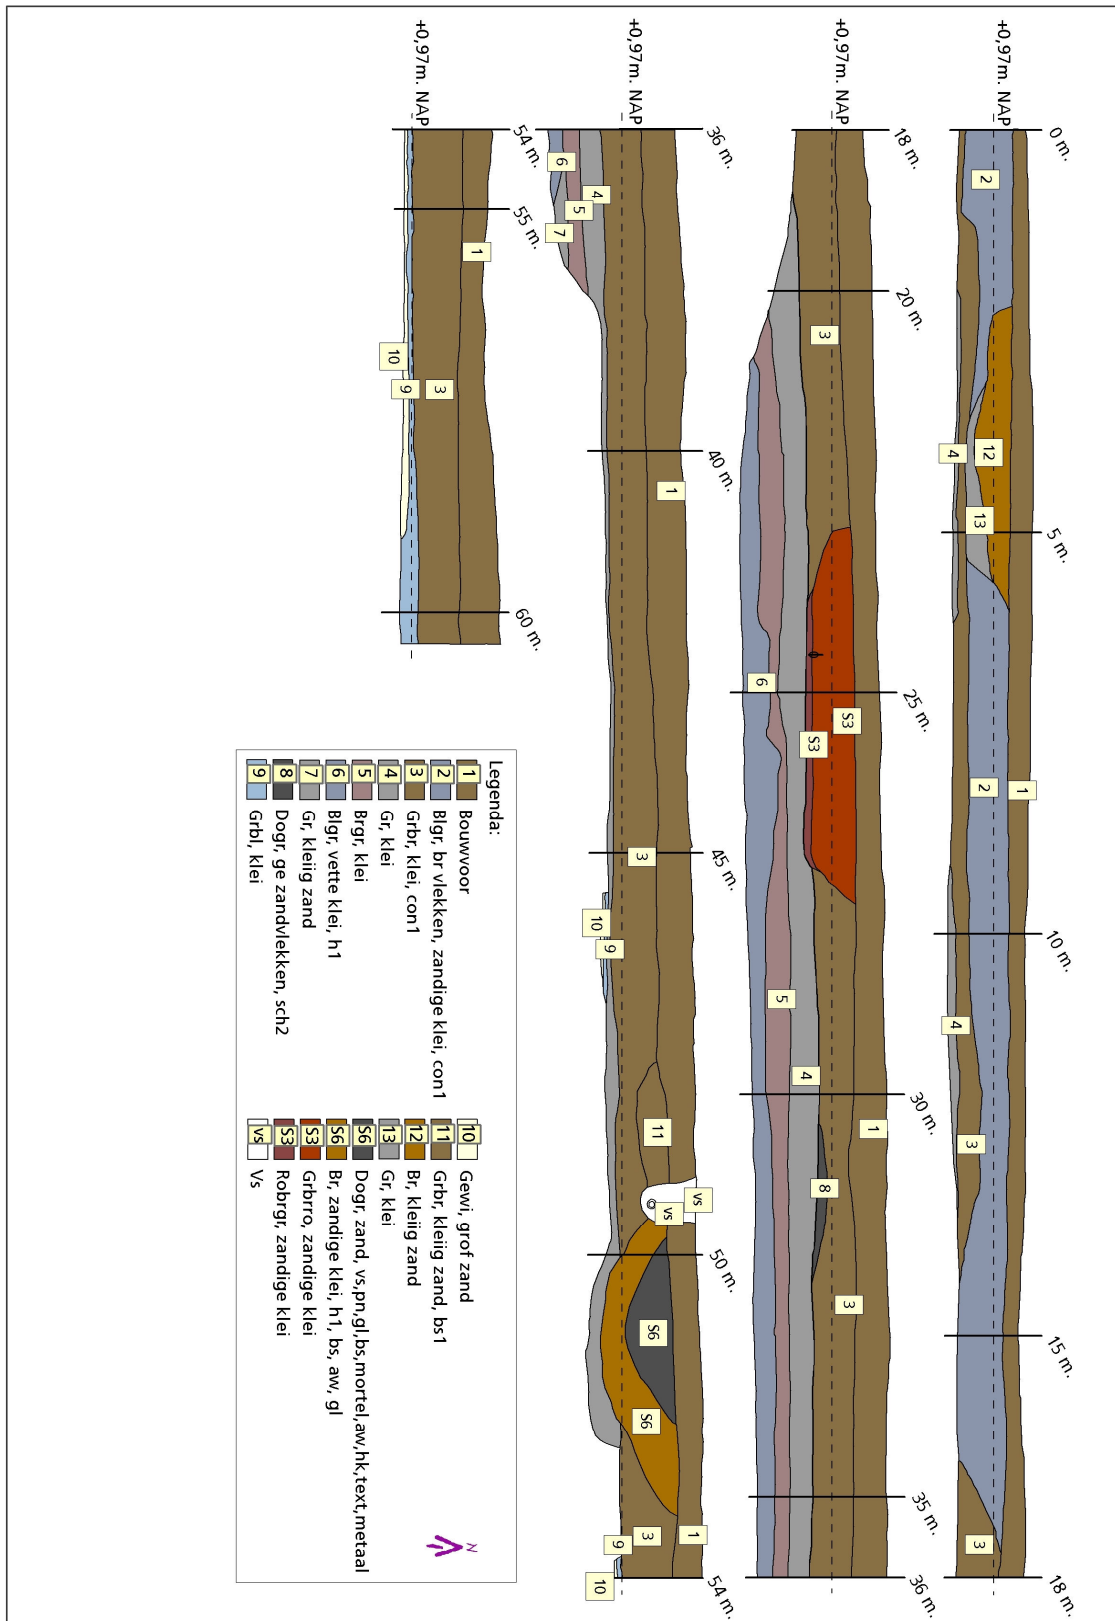 +0,97m. NAP
0 m.
5 m.
10 m.
15 m.
18 m.
2
12
4
13
2
1
4
3
3
+0,97m. NAP
18 m.
20 m.
25 m.
30 m.
35 m.
36 m.
3
6
S3
S3
5
4
1
8
3
+0,97m. NAP
36 m.
40 m.
45 m.
50 m.
54 m.
6
4
5
7
1
3
10
9
11
vs
vs
S6
S6
3
1
9
10
+0,97m. NAP
54 m.
55 m.
60 m.
1
10
9
3
Legenda:
1 Bouwvoor
2 Blgr, br vlekken, zandige klei, con1
3 Grbr, klei, con1
4 Gr, klei
5 Brgr, klei
6 Blgr, vette klei, h1
7 Gr, kleiig zand
8 Dogr, ge zandvlekken, sch2
9 Grbl, klei
10 Gewi, grof zand
11 Grbr, kleiig zand, bs1
12 Br, kleiig zand
13 Gr, klei
S6 Dogr, zand, vs,pn,gl,bs,mortel,aw,hk,text,metaal
S6 Br, zandige klei, h1, bs, aw, gl
S3 Grbrro, zandige klei
S3 Robrgr, zandige klei
vs Vs
N